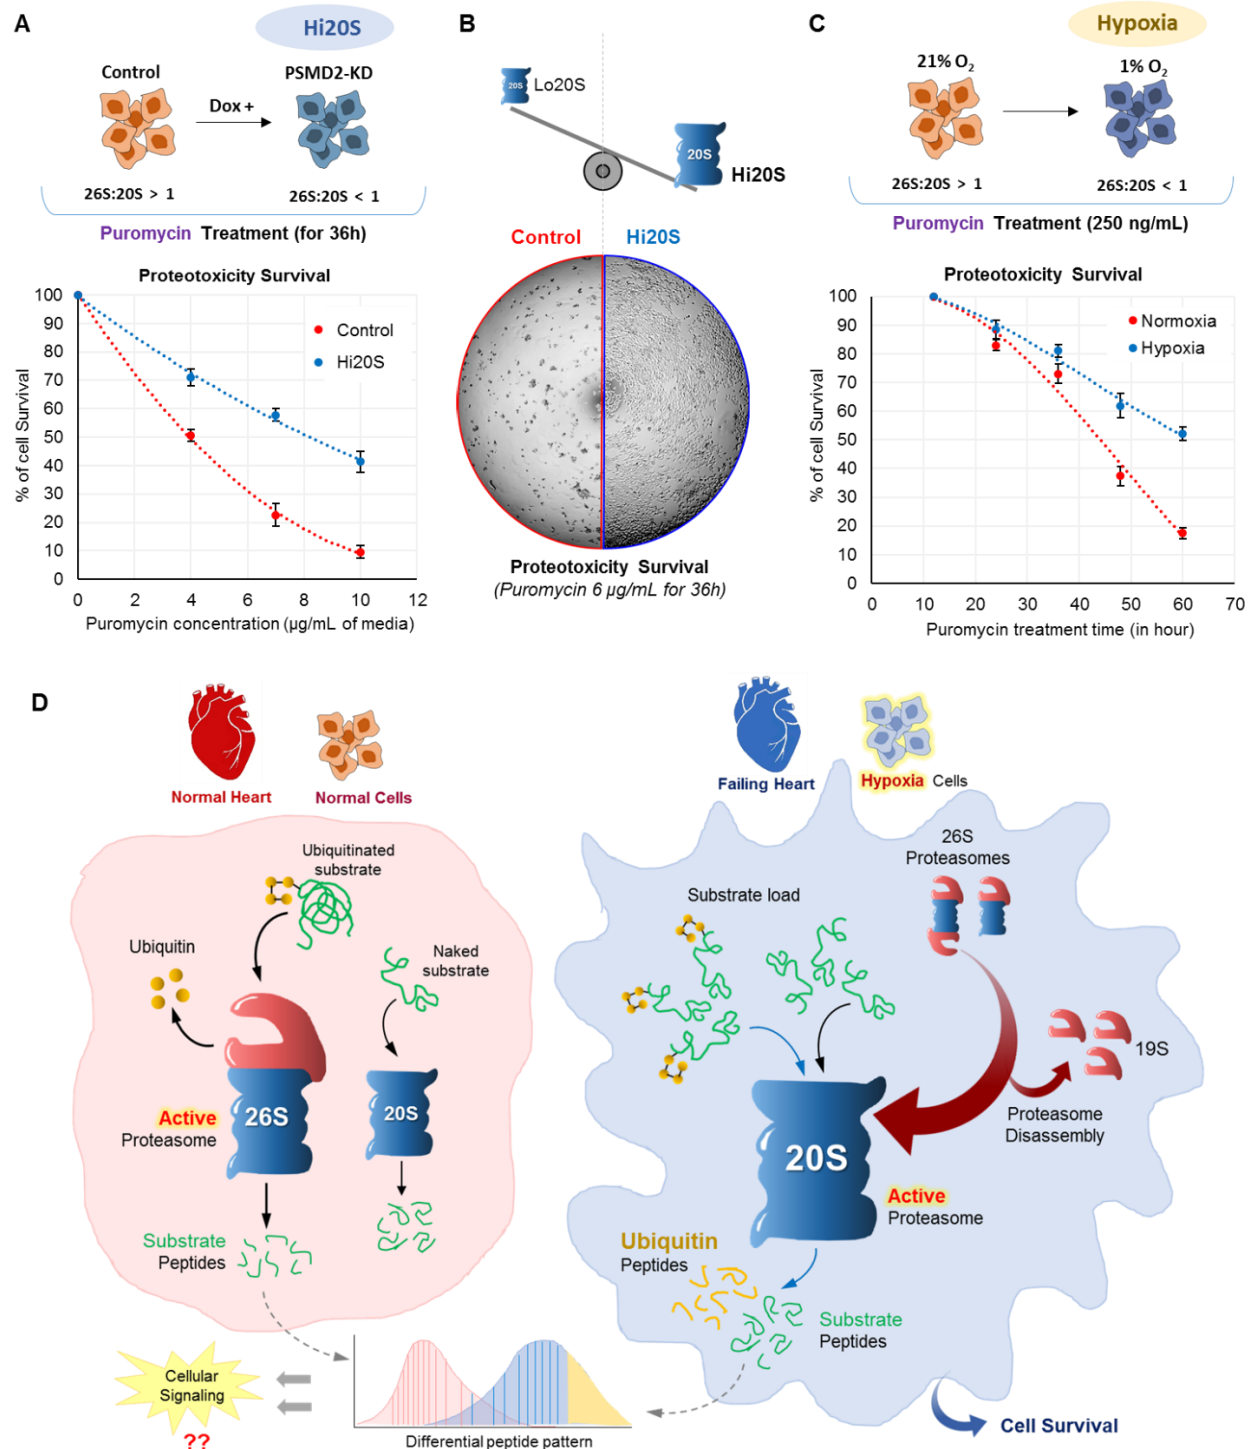 A
Hi20S
Control
PSMD2-KD
Dox +
26S:20S > 1
26S:20S < 1
Puromycin Treatment (for 36h)
Proteotoxicity Survival
% of cell Survival
100
90
80
70
60
50
40
30
20
10
0
Control
Hi20S
0 2 4 6 8 10 12
Puromycin concentration (µg/mL of media)
B
20S
Lo20S
20S
Hi20S
Control
Hi20S
Proteotoxicity Survival
(Puromycin 6 µg/mL for 36h)
C
Hypoxia
21% O2
1% O2
26S:20S > 1
26S:20S < 1
Puromycin Treatment (250 ng/mL)
Proteotoxicity Survival
% of cell Survival
100
90
80
70
60
50
40
30
20
10
0
Normoxia
Hypoxia
0 10 20 30 40 50 60 70
Puromycin treatment time (in hour)
D
Normal Heart
Normal Cells
Ubiquitinated
substrate
Ubiquitin
Naked
substrate
Active
Proteasome
26S
20S
Substrate
Peptides
Failing Heart
Hypoxia Cells
26S
Proteasomes
Substrate load
19S
Proteasome
Disassembly
20S
Active
Proteasome
Ubiquitin
Peptides
Substrate
Peptides
Cell Survival
Cellular
Signaling
??
Differential peptide pattern